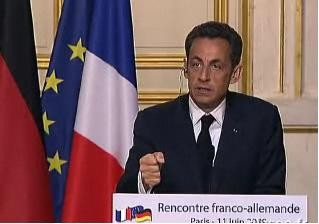 Rencontre franco-allemande
Paris - 11 juin